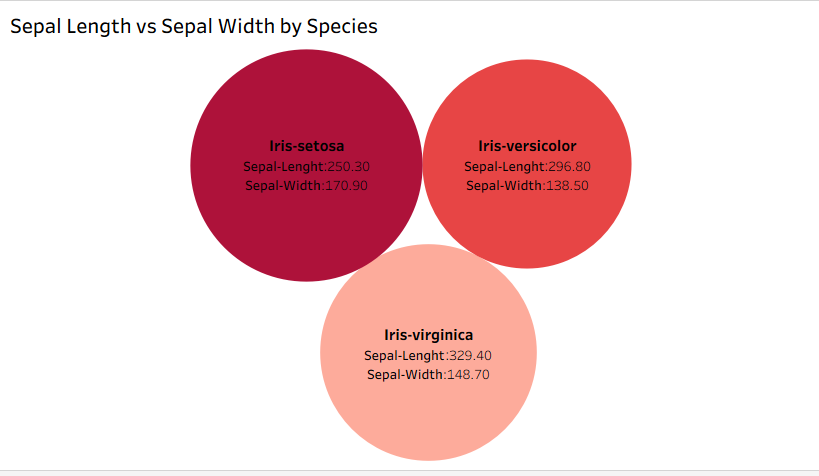 Sepal Length vs Sepal Width by Species
Iris-setosa
Sepal-Lenght:250.30
Sepal-Width:170.90
Iris-versicolor
Sepal-Lenght:296.80
Sepal-Width:138.50
Iris-virginica
Sepal-Lenght:329.40
Sepal-Width:148.70